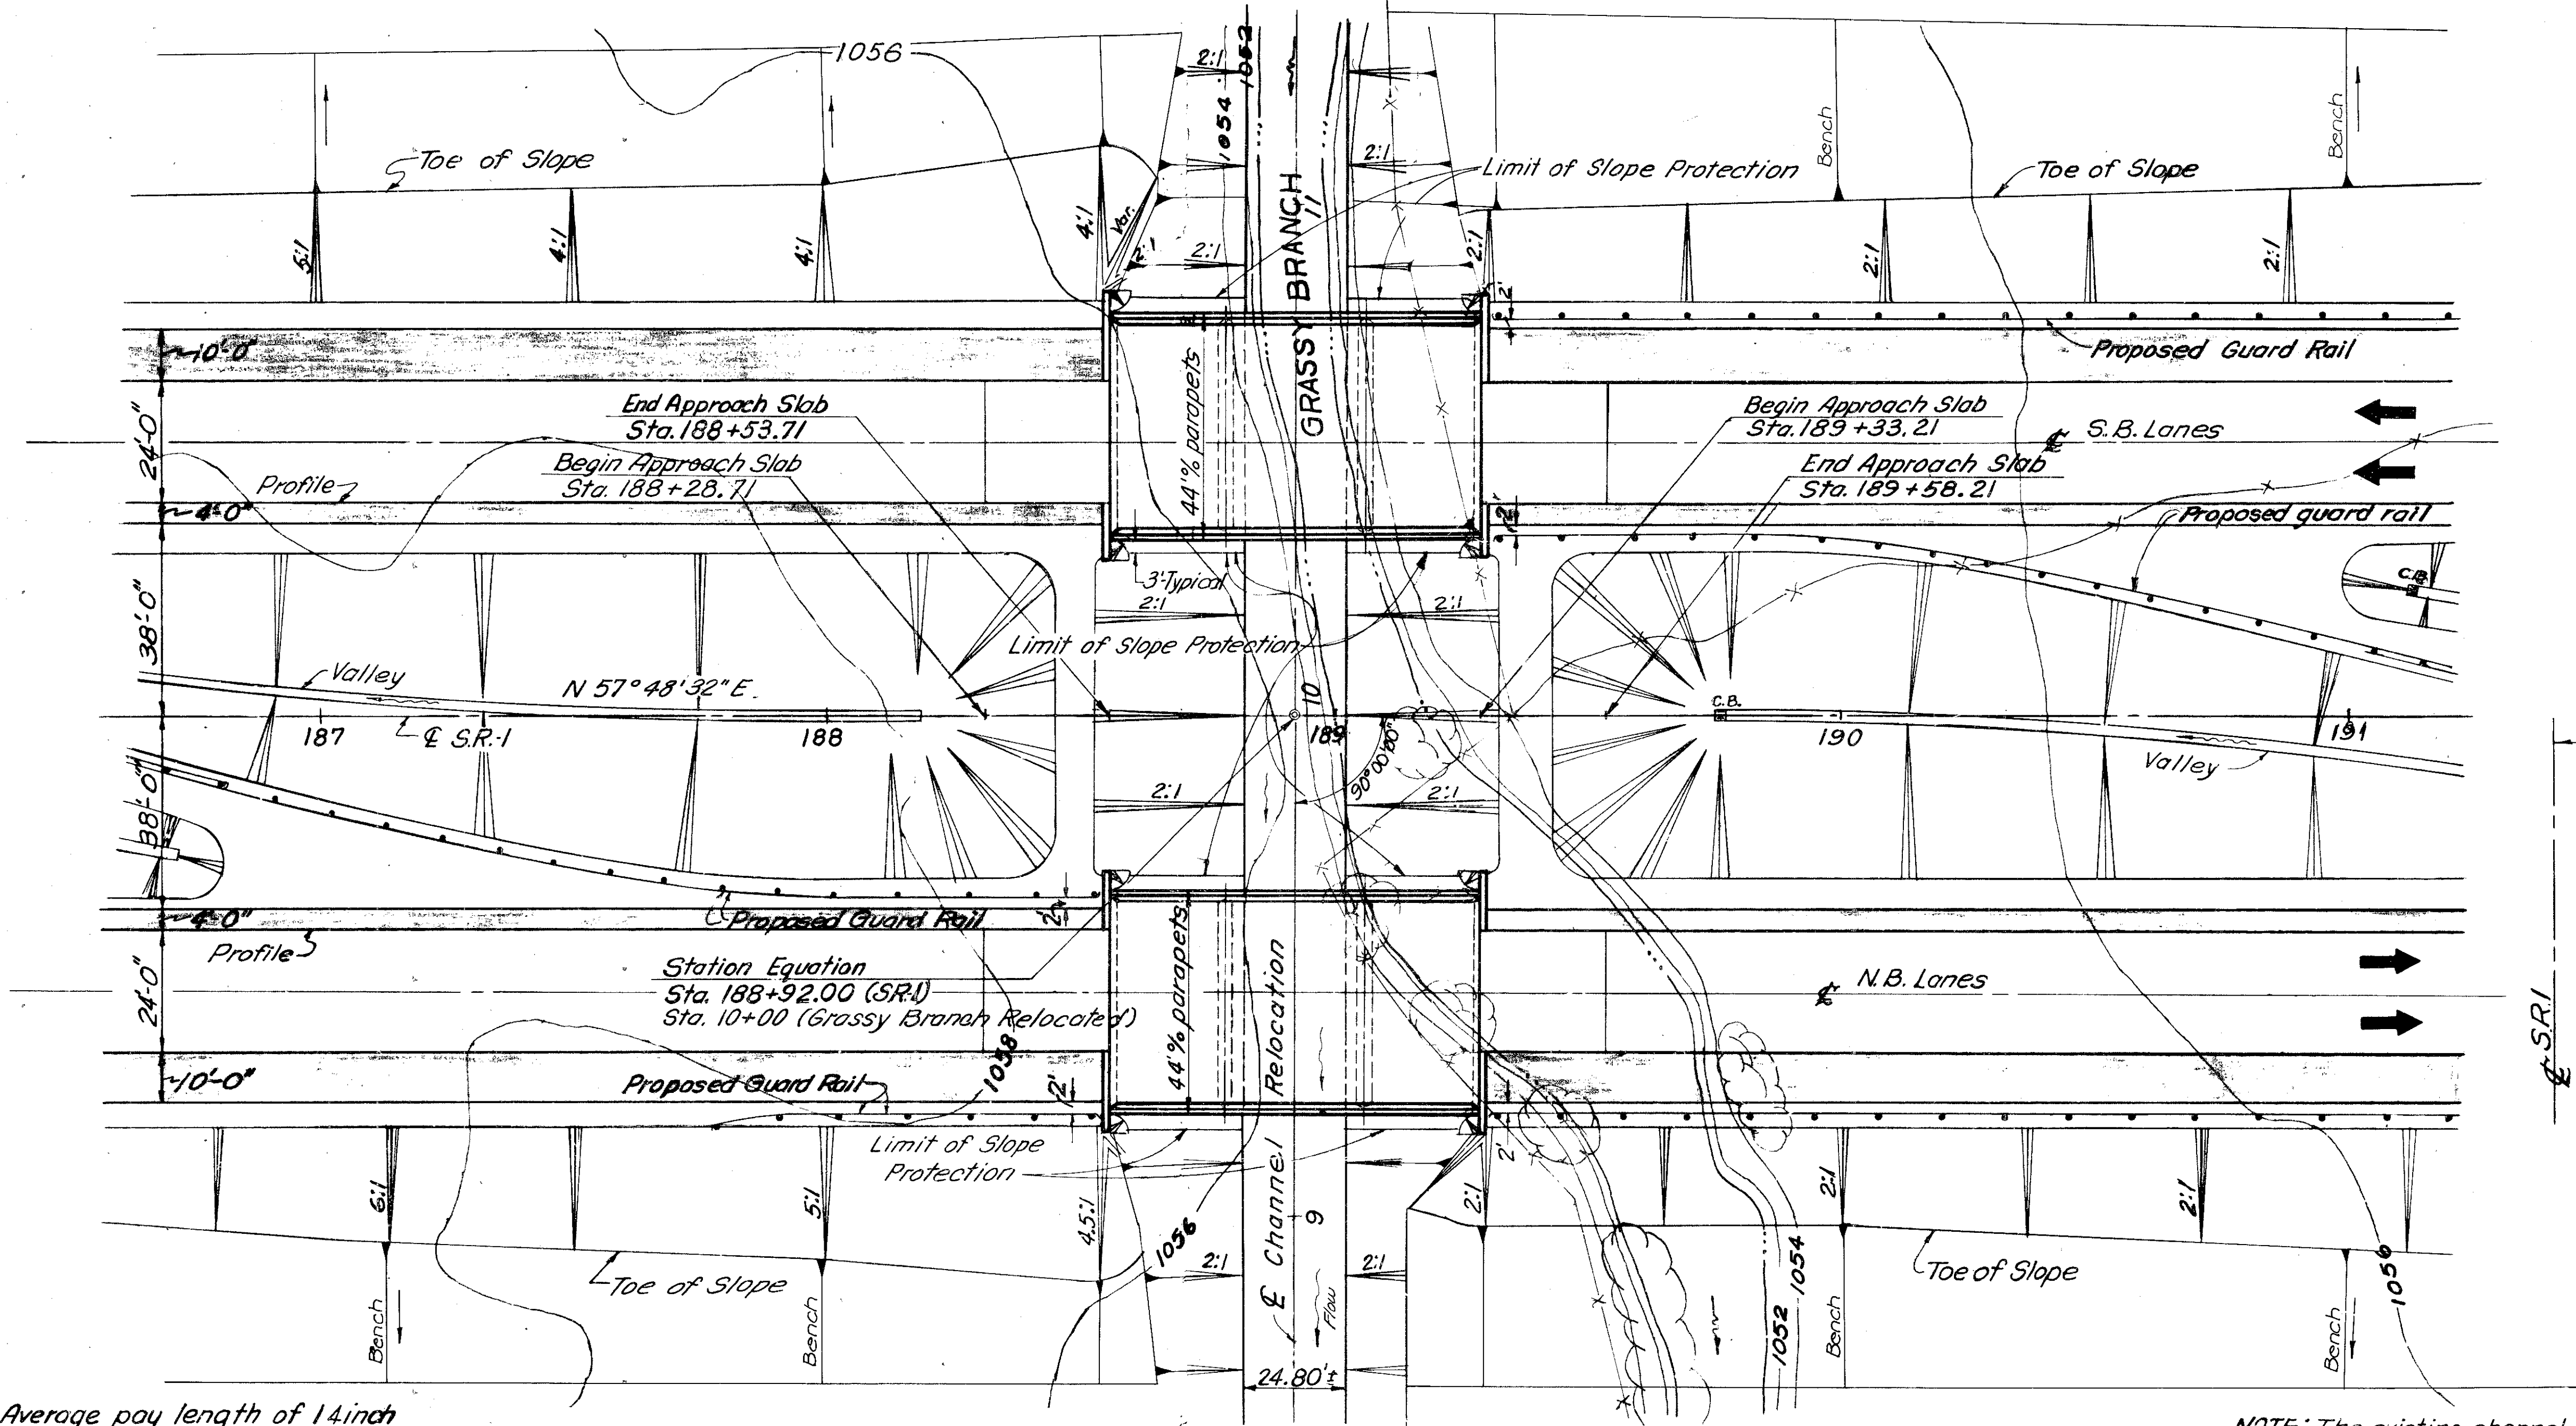 1056
2:1
1052
1054
Bench
Bench
Toe of Slope
2:1
Limit of Slope Protection
Toe of Slope
5:1
4:1
4:1
4:1
Var.
2:1
2:1
GRASSY BRANCH
11
2:1
2:1
2:1
2'
10'-0"
Proposed Guard Rail
44'% parapets
End Approach Slab
Sta. 188+53.71
Begin Approach Slab
Sta. 189+33.21
℄ S.B. Lanes
24'-0"
Begin Approach Slab
Sta. 188+28.71
End Approach Slab
Sta. 189+58.21
Profile
4'-0"
2'
Proposed guard rail
3'-Typical
C.B.
38'-0"
2:1
2:1
Limit of Slope Protection
Valley
N 57°48'32" E.
10
C.B.
187
℄ S.R.-1
188
189
190
191
90°00'00"
Valley
38'-0"
2:1
2:1
4'-0"
Proposed Guard Rail
2'
Profile
44'% parapets
Relocation
24'-0"
Station Equation
Sta. 188+92.00 (SR-1)
Sta. 10+00 (Grassy Branch Relocated)
℄ N.B. Lanes
℄ S.R.1
1058
10'-0"
Proposed Guard Rail
2'
Limit of Slope
Protection
2'
6:1
5:1
4.5:1
2:1
2:1
2:1
℄ Channel
9
1056
2:1
2:1
Toe of Slope
Toe of Slope
1054
1056
Bench
Bench
Flow
1052
Bench
Bench
24.80'±
Average pay length of 14 inch
NOTE: The existing channel